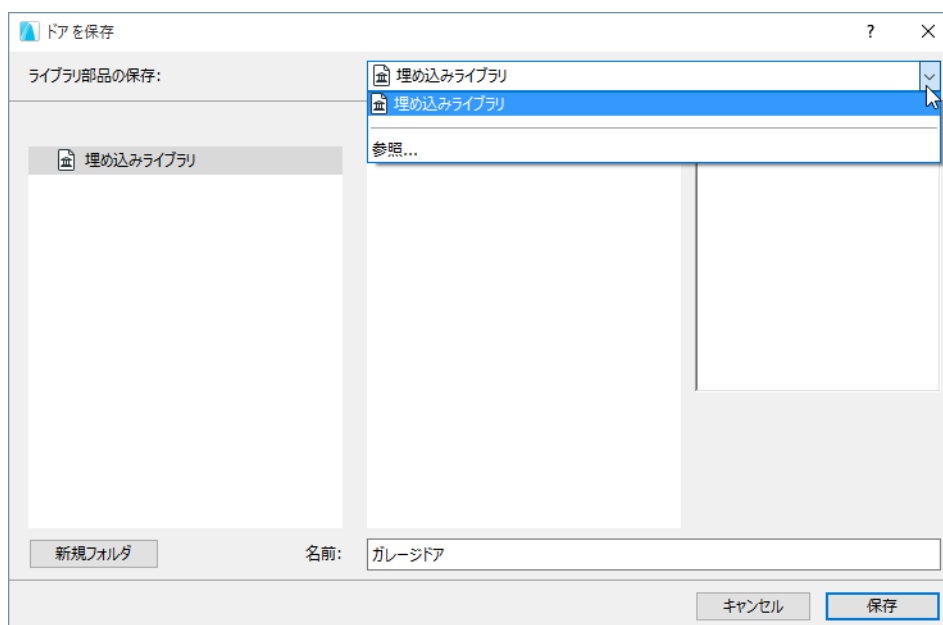 ドアを保存
ライブラリ部品の保存:
埋め込みライブラリ
埋め込みライブラリ
参照...
埋め込みライブラリ
新規フォルダ
名前:
ガレージドア
キャンセル
保存